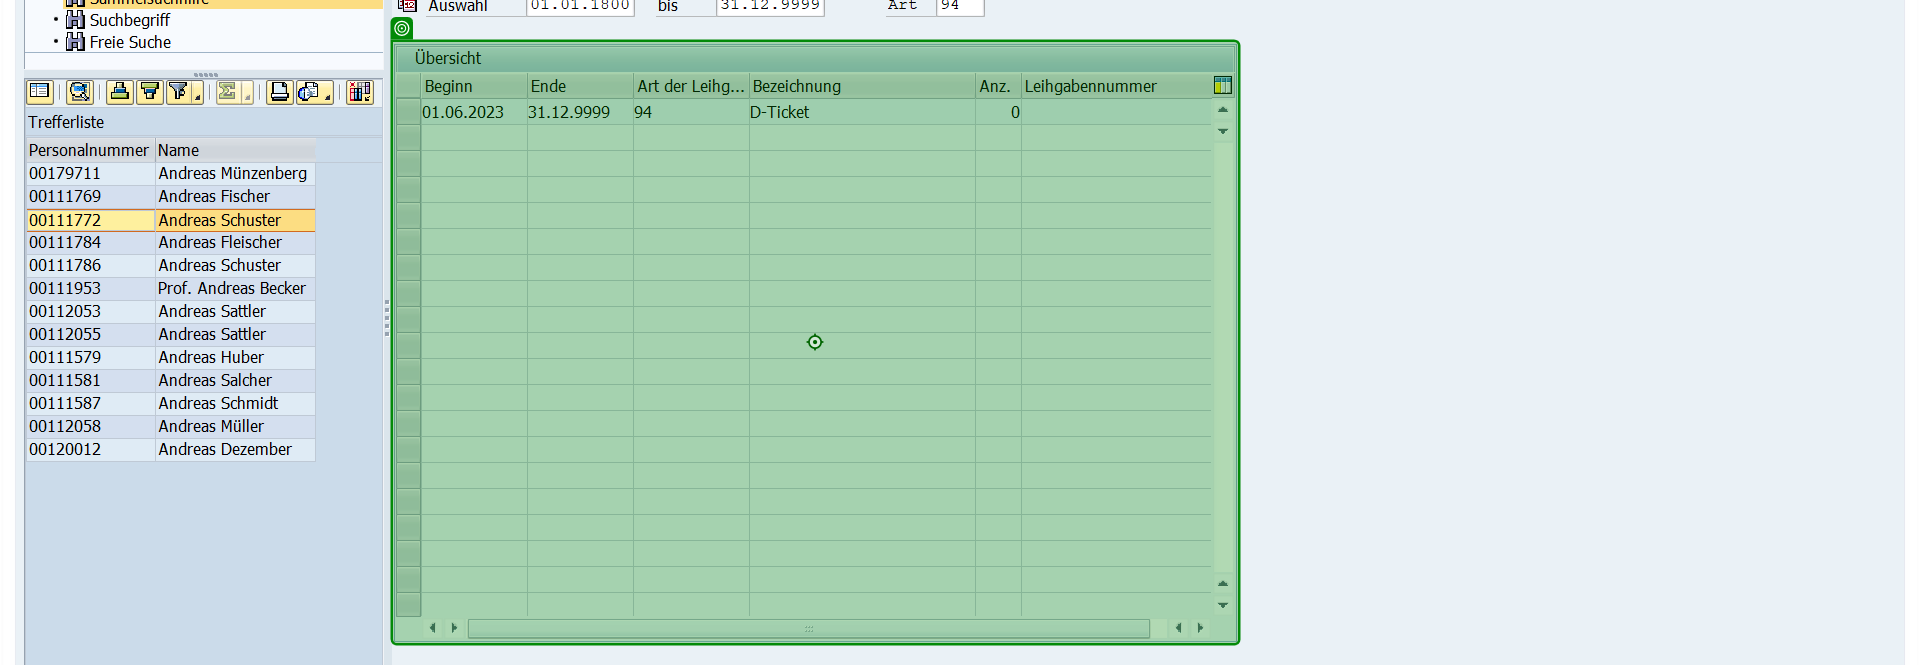 Sammelsuchhilfe
Suchbegriff
Freie Suche
Auswahl 01.01.1800 bis 31.12.9999 Art 94
Übersicht
Beginn Ende Art der Leihg... Bezeichnung Anz. Leihgabennummer
01.06.2023 31.12.9999 94 D-Ticket 0
Trefferliste
Personalnummer Name
00179711 Andreas Münzenberg
00111769 Andreas Fischer
00111772 Andreas Schuster
00111784 Andreas Fleischer
00111786 Andreas Schuster
00111953 Prof. Andreas Becker
00112053 Andreas Sattler
00112055 Andreas Sattler
00111579 Andreas Huber
00111581 Andreas Salcher
00111587 Andreas Schmidt
00112058 Andreas Müller
00120012 Andreas Dezember